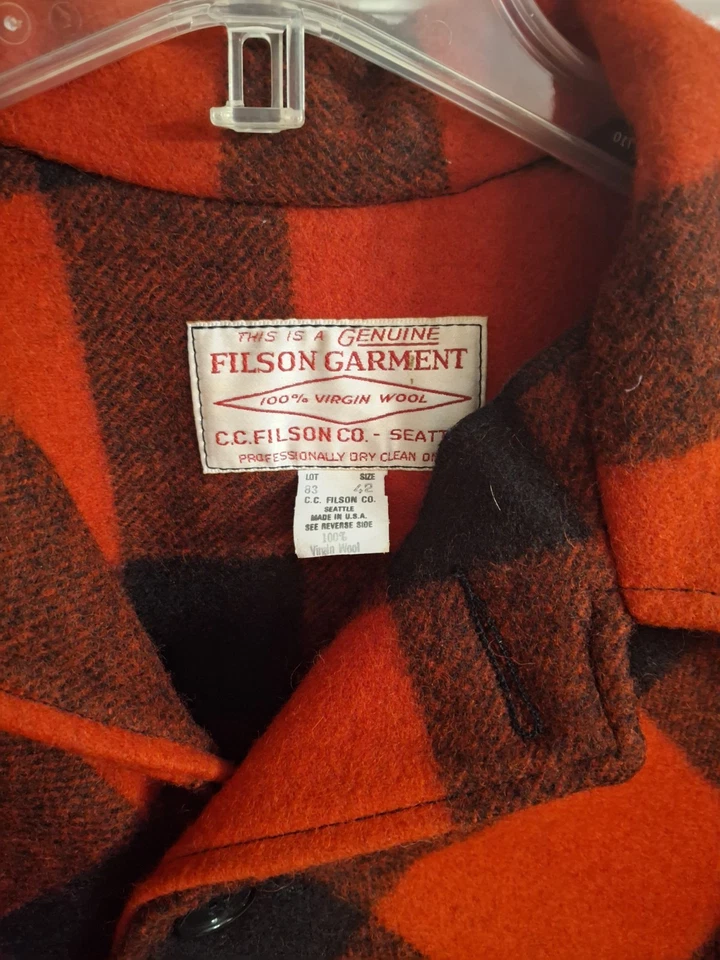 THIS IS A GENUINE
FILSON GARMENT
100% VIRGIN WOOL
C.C.FILSON CO. - SEATT
PROFESSIONALLY DRY CLEAN
LOT SIZE
83 42
C.C. FILSON CO.
SEATTLE
MADE IN U.S.A.
SEE REVERSE SIDE
100%
Virgin Wool